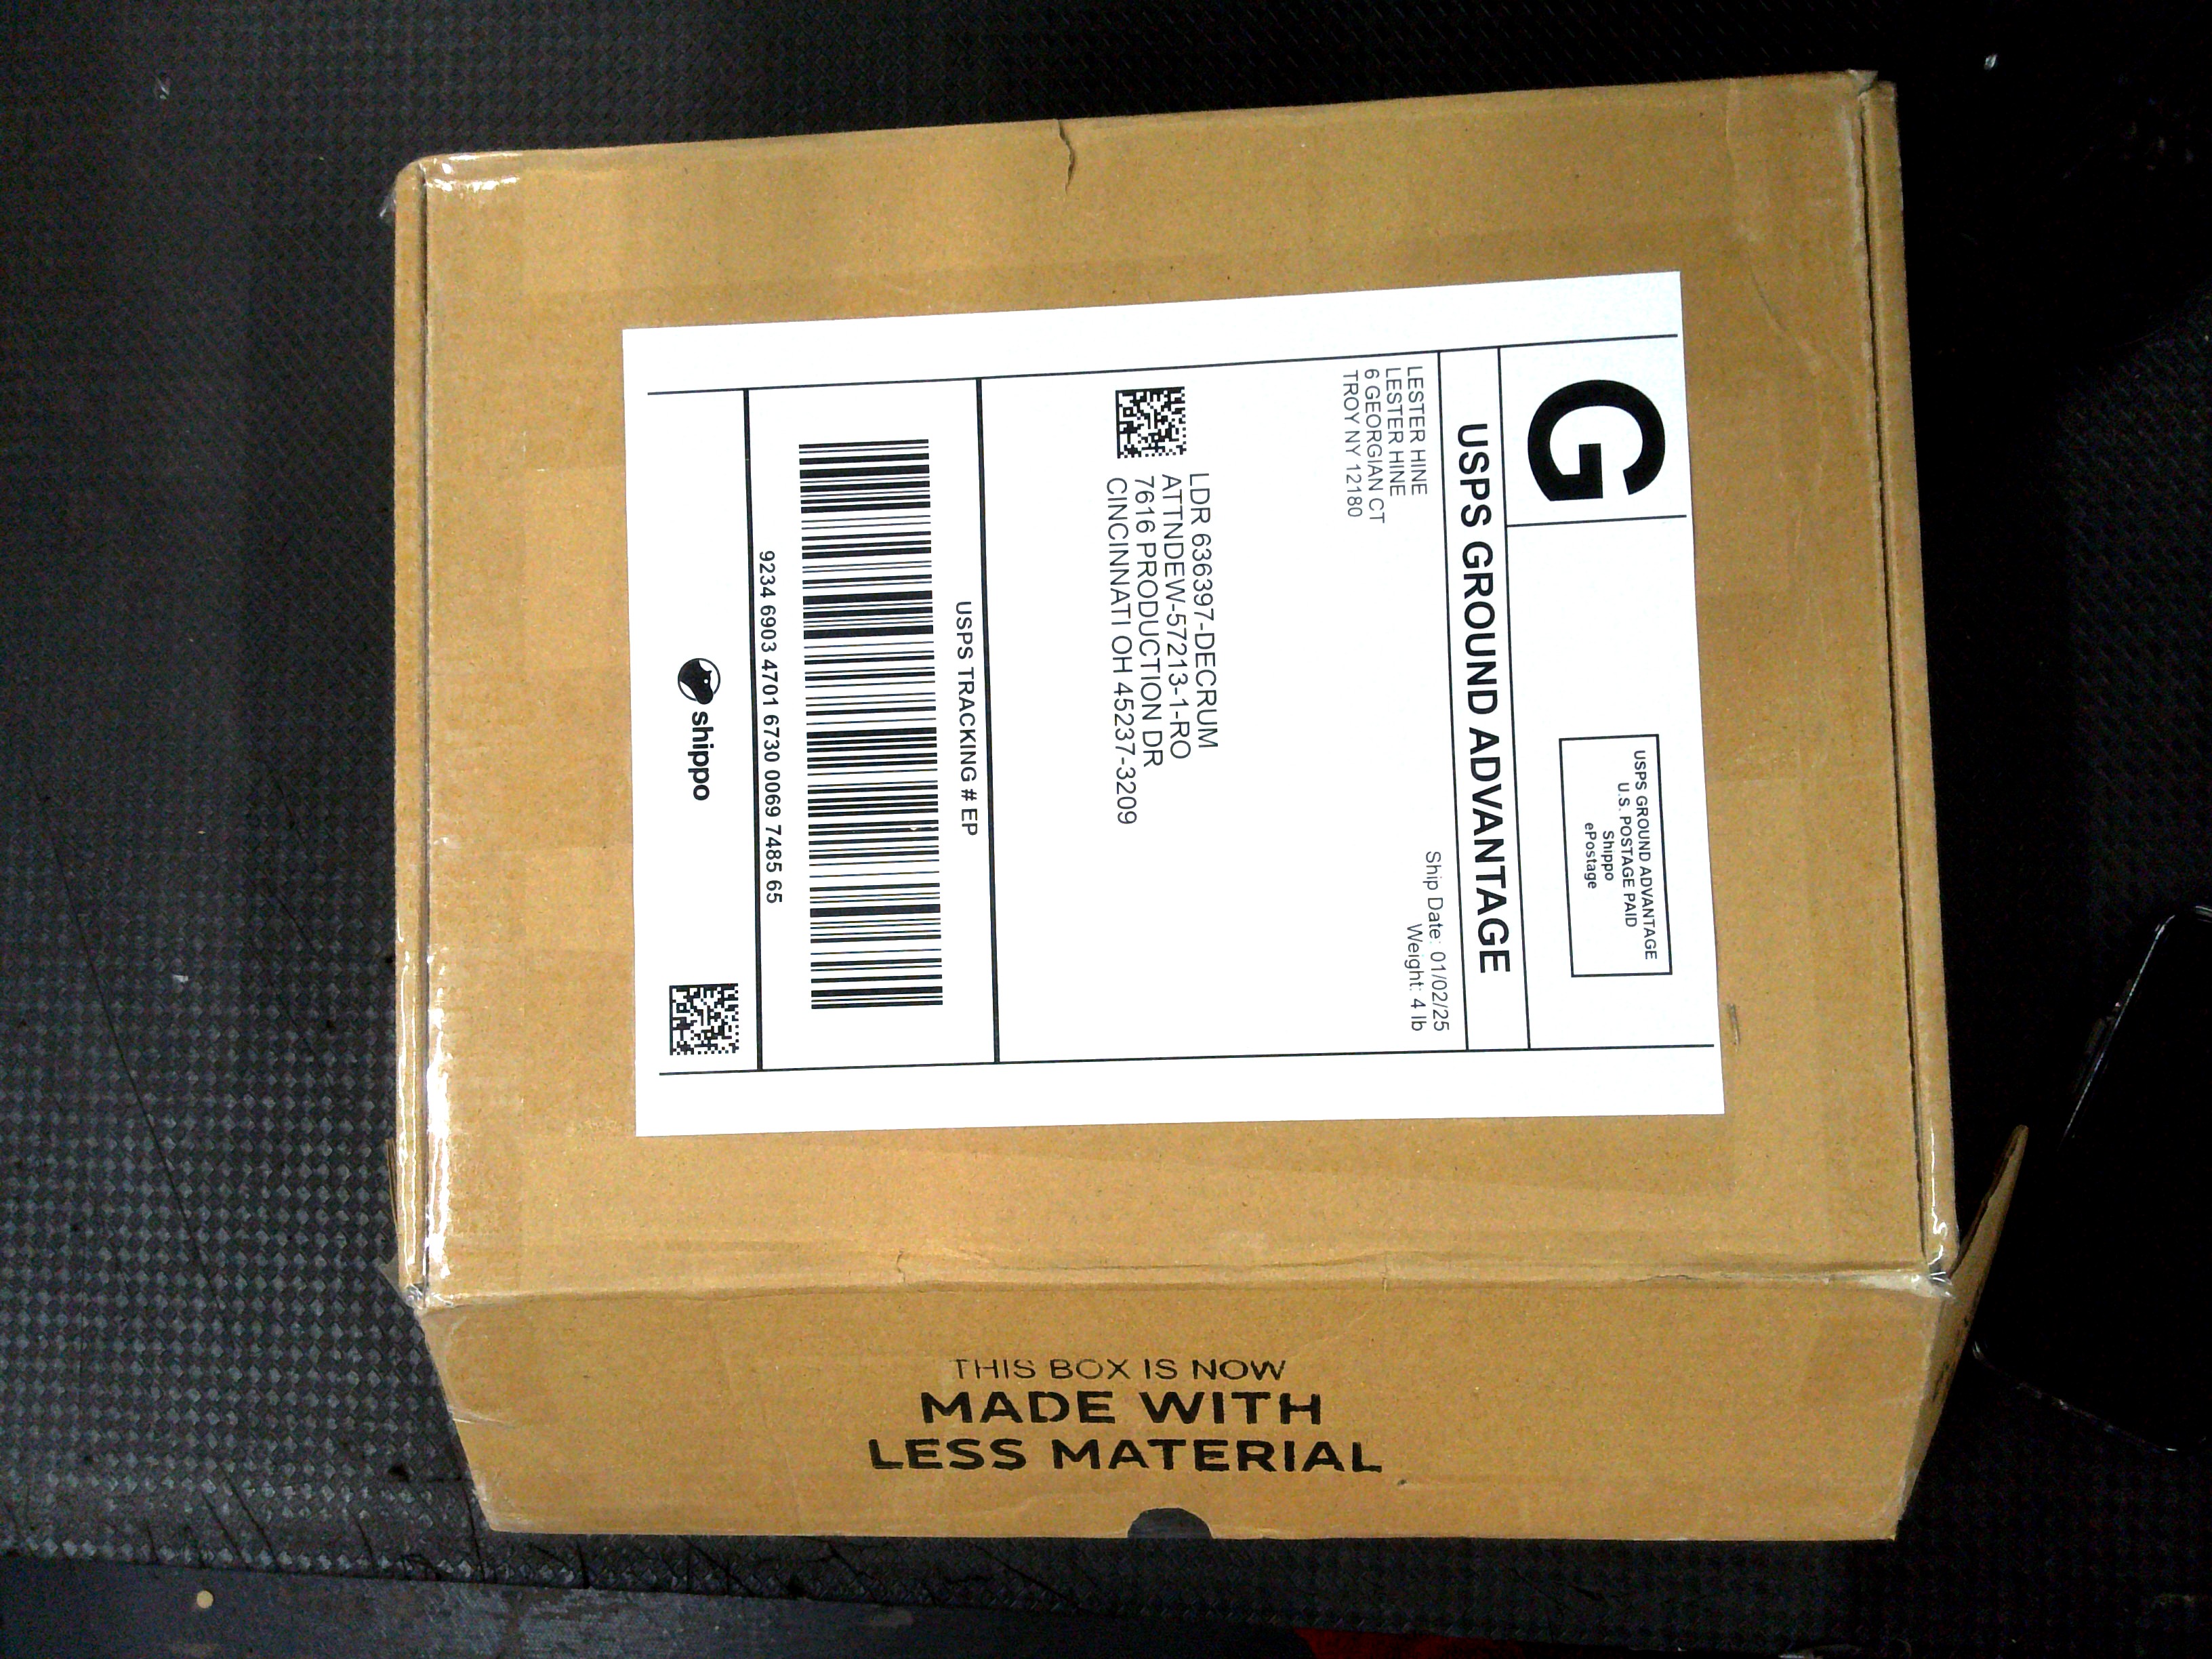 G
USPS GROUND ADVANTAGE
U.S. POSTAGE PAID
Shippo
ePostage
USPS GROUND ADVANTAGE
LESTER HINE
LESTER HINE
6 GEORGIAN CT
TROY NY 12180
Ship Date: 01/02/25
Weight: 4 lb
LDR 636397-DECRUM
ATTNDEW-57213-1-RO
7616 PRODUCTION DR
CINCINNATI OH 45237-3209
USPS TRACKING # EP
9234 6903 4701 6730 0069 7485 65
shippo
THIS BOX IS NOW
MADE WITH
LESS MATERIAL